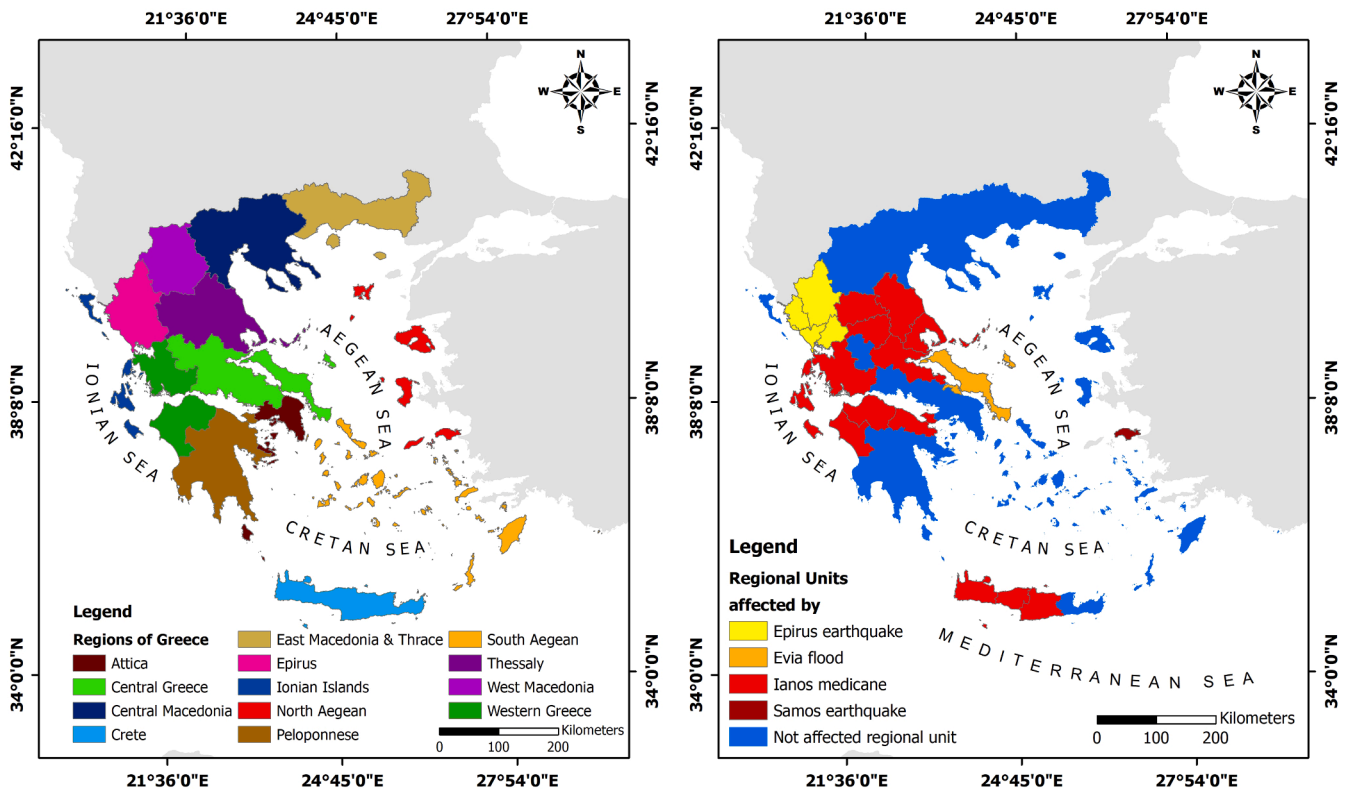 21°36'0"E 24°45'0"E 27°54'0"E
42°16'0"N
38°8'0"N
34°0'0"N
N
W E
S
42°16'0"N
38°8'0"N
34°0'0"N
IONIAN SEA
AEGEAN SEA
CRETAN SEA
Legend
Regions of Greece
Attica
Central Greece
Central Macedonia
Crete
East Macedonia & Thrace
Epirus
Ionian Islands
North Aegean
Peloponnese
South Aegean
Thessaly
West Macedonia
Western Greece
Kilometers
0 100 200
21°36'0"E 24°45'0"E 27°54'0"E
21°36'0"E 24°45'0"E 27°54'0"E
42°16'0"N
38°8'0"N
34°0'0"N
N
W E
S
42°16'0"N
38°8'0"N
34°0'0"N
IONIAN SEA
AEGEAN SEA
CRETAN SEA
MEDITERRANEAN SEA
Legend
Regional Units
affected by
Epirus earthquake
Evia flood
Ianos medicane
Samos earthquake
Not affected regional unit
Kilometers
0 100 200
21°36'0"E 24°45'0"E 27°54'0"E